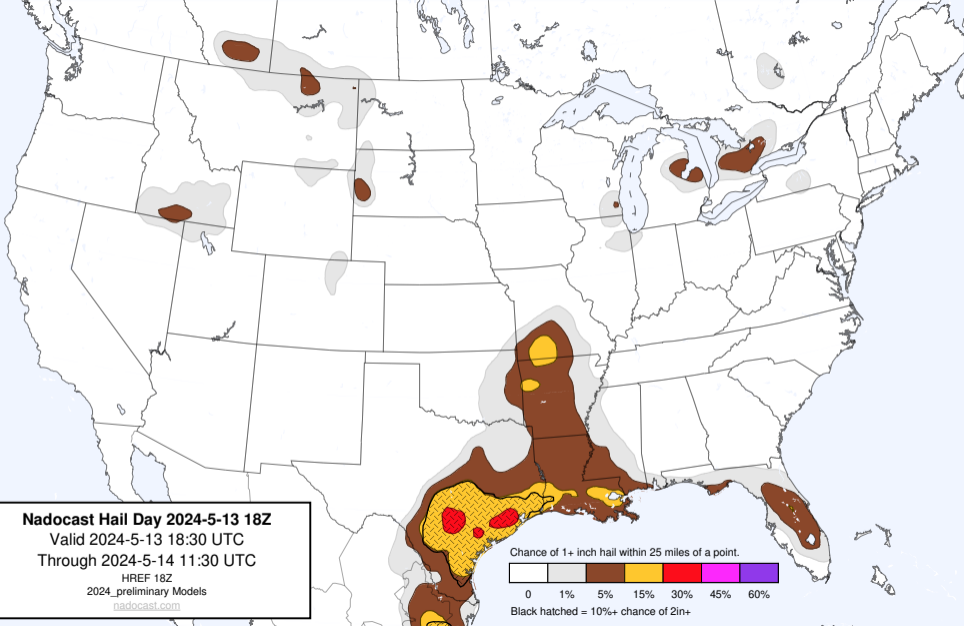 Nadocast Hail Day 2024-5-13 18Z
Valid 2024-5-13 18:30 UTC
Through 2024-5-14 11:30 UTC
HREF 18Z
2024_preliminary Models
nadocast.com
Chance of 1+ inch hail within 25 miles of a point.
0 1% 5% 15% 30% 45% 60%
Black hatched = 10%+ chance of 2in+